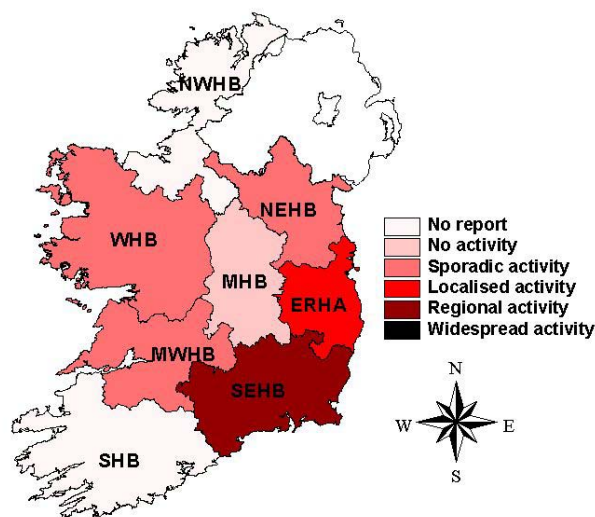 NWHB
NEHB
WHB
MHB
ERHA
MWHB
SEHB
SHB
No report
No activity
Sporadic activity
Localised activity
Regional activity
Widespread activity
N
W E
S